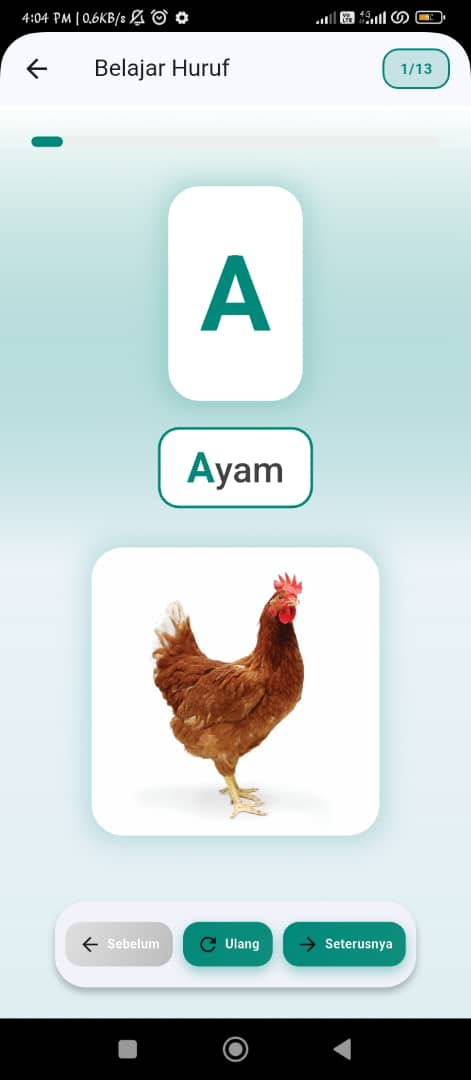 4:04 PM | 0.6KB/s
Belajar Huruf
1/13
A
Ayam
Sebelum
Ulang
Seterusnya